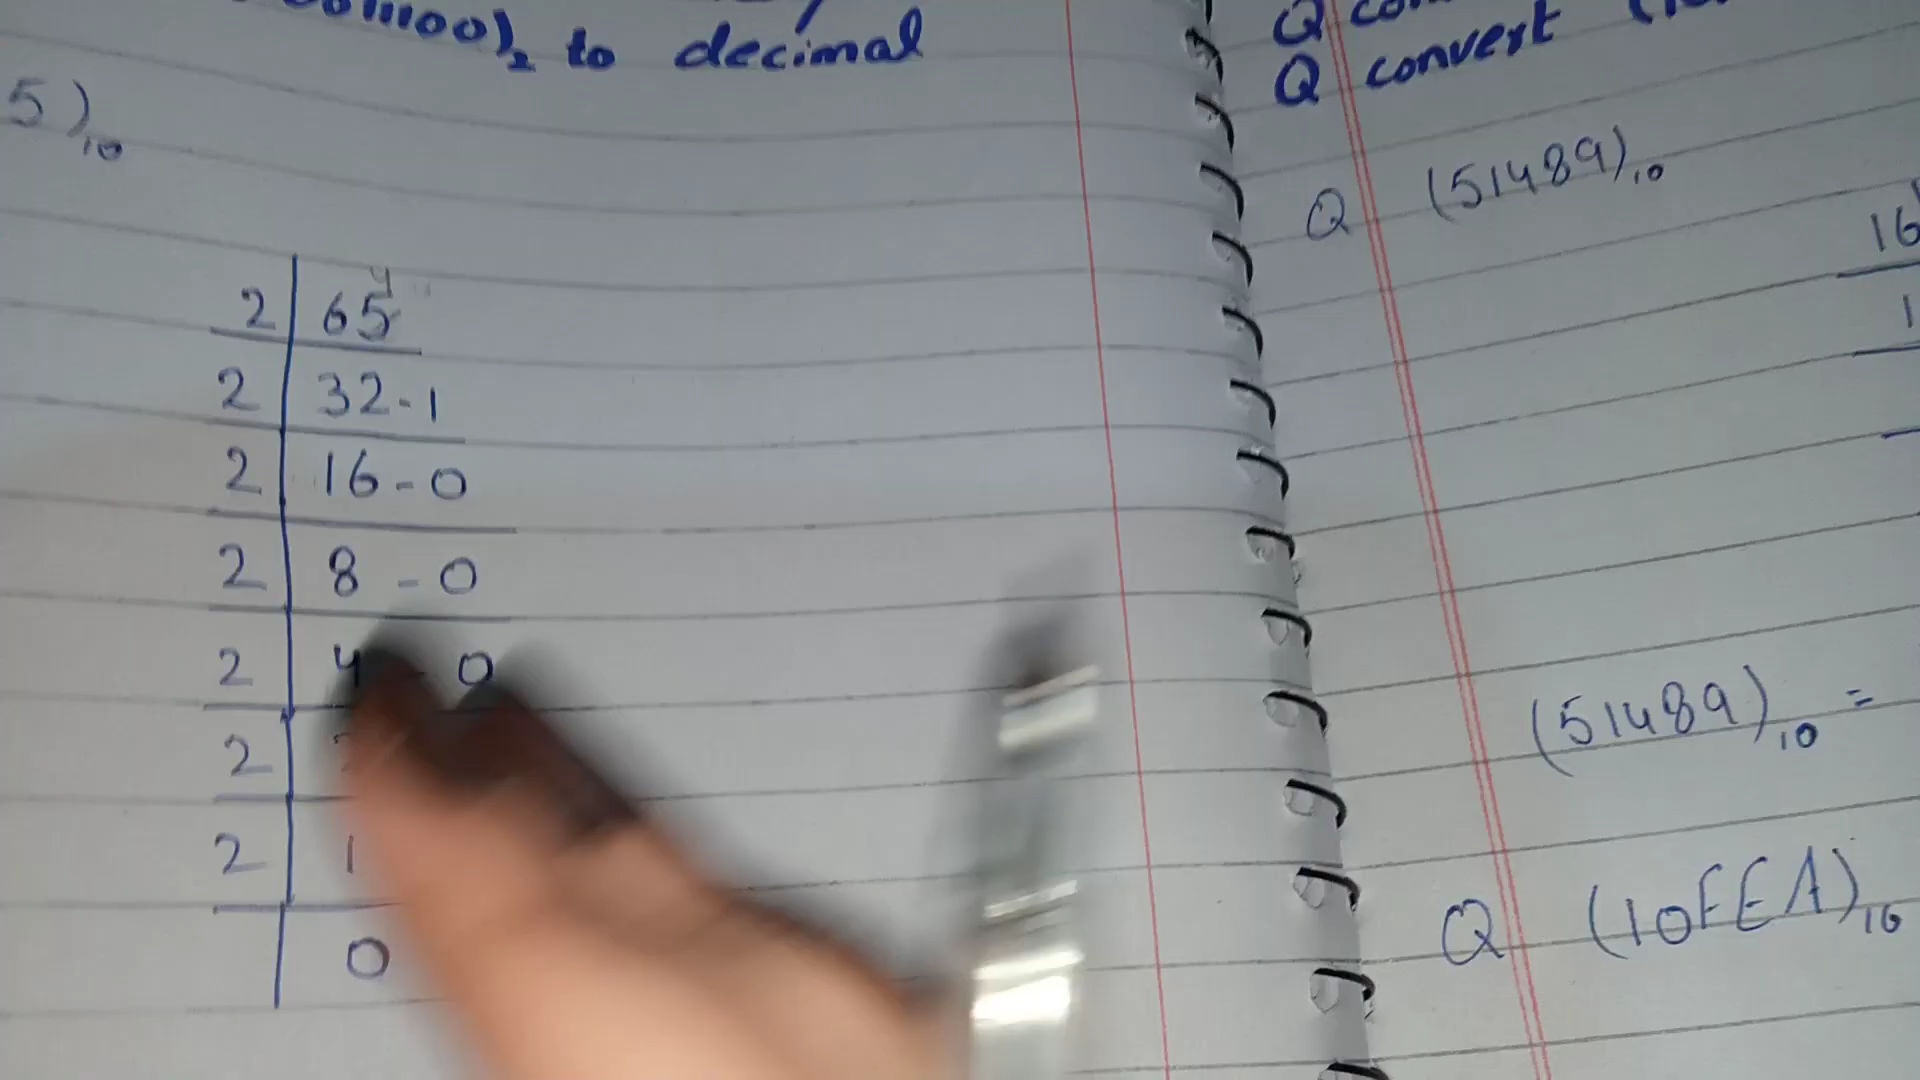 to decimal
5)10
2 | 65
2 | 32 - 1
2 | 16 - 0
2 | 8 - 0
2 | 4 - 0
2
2 | 1
0
Q
Q convert
Q (51489)10
16
1
(51489)10 =
Q (10FEA)16